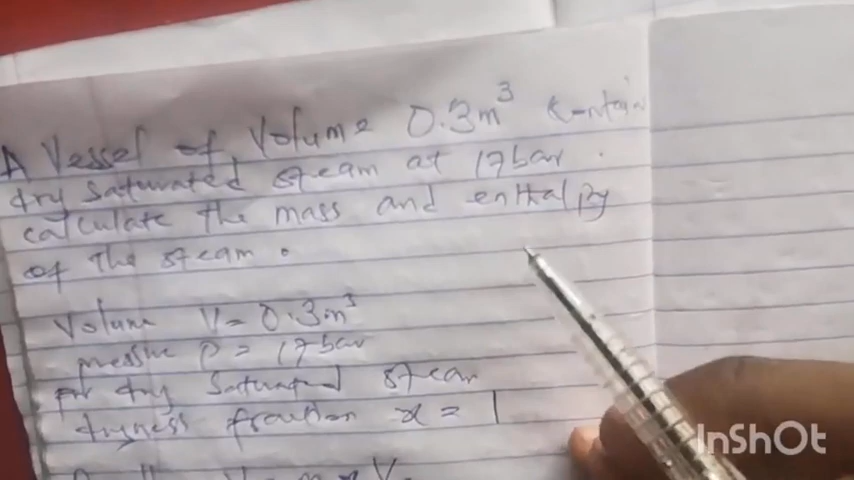 A Vessel of Volume 0.3m³ contain
dry saturated steam at 17bar.
calculate the mass and enthalpy
of the steam.
Volume V = 0.3m³
pressure P = 17bar
for dry saturated steam
dryness fraction x = 1
InShOt